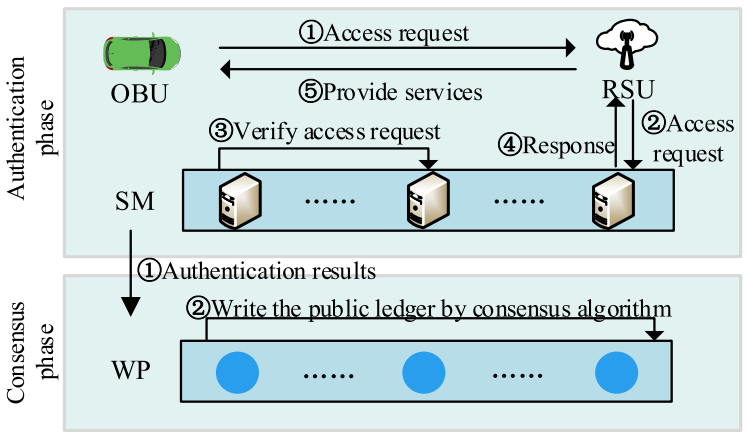 Authentication
phase
①Access request
OBU
RSU
⑤Provide services
③Verify access request
④Response
②Access
request
SM
......
......
①Authentication results
Consensus
phase
②Write the public ledger by consensus algorithm
WP
......
......